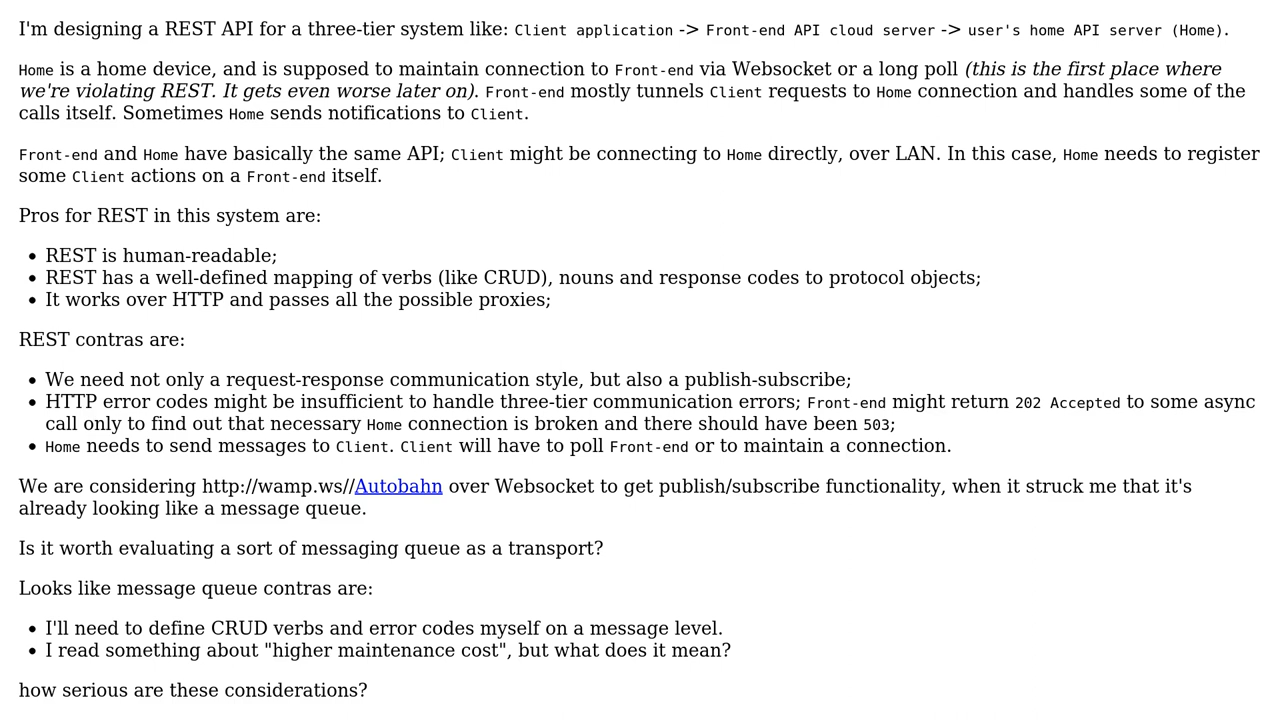 I'm designing a REST API for a three-tier system like: Client application -> Front-end API cloud server -> user's home API server (Home).
Home is a home device, and is supposed to maintain connection to Front-end via Websocket or a long poll (this is the first place where
we're violating REST. It gets even worse later on). Front-end mostly tunnels Client requests to Home connection and handles some of the
calls itself. Sometimes Home sends notifications to Client.
Front-end and Home have basically the same API; Client might be connecting to Home directly, over LAN. In this case, Home needs to register
some Client actions on a Front-end itself.
Pros for REST in this system are:
• REST is human-readable;
• REST has a well-defined mapping of verbs (like CRUD), nouns and response codes to protocol objects;
• It works over HTTP and passes all the possible proxies;
REST contras are:
• We need not only a request-response communication style, but also a publish-subscribe;
• HTTP error codes might be insufficient to handle three-tier communication errors; Front-end might return 202 Accepted to some async
call only to find out that necessary Home connection is broken and there should have been 503;
• Home needs to send messages to Client. Client will have to poll Front-end or to maintain a connection.
We are considering http://wamp.ws//Autobahn over Websocket to get publish/subscribe functionality, when it struck me that it's
already looking like a message queue.
Is it worth evaluating a sort of messaging queue as a transport?
Looks like message queue contras are:
• I'll need to define CRUD verbs and error codes myself on a message level.
• I read something about "higher maintenance cost", but what does it mean?
how serious are these considerations?